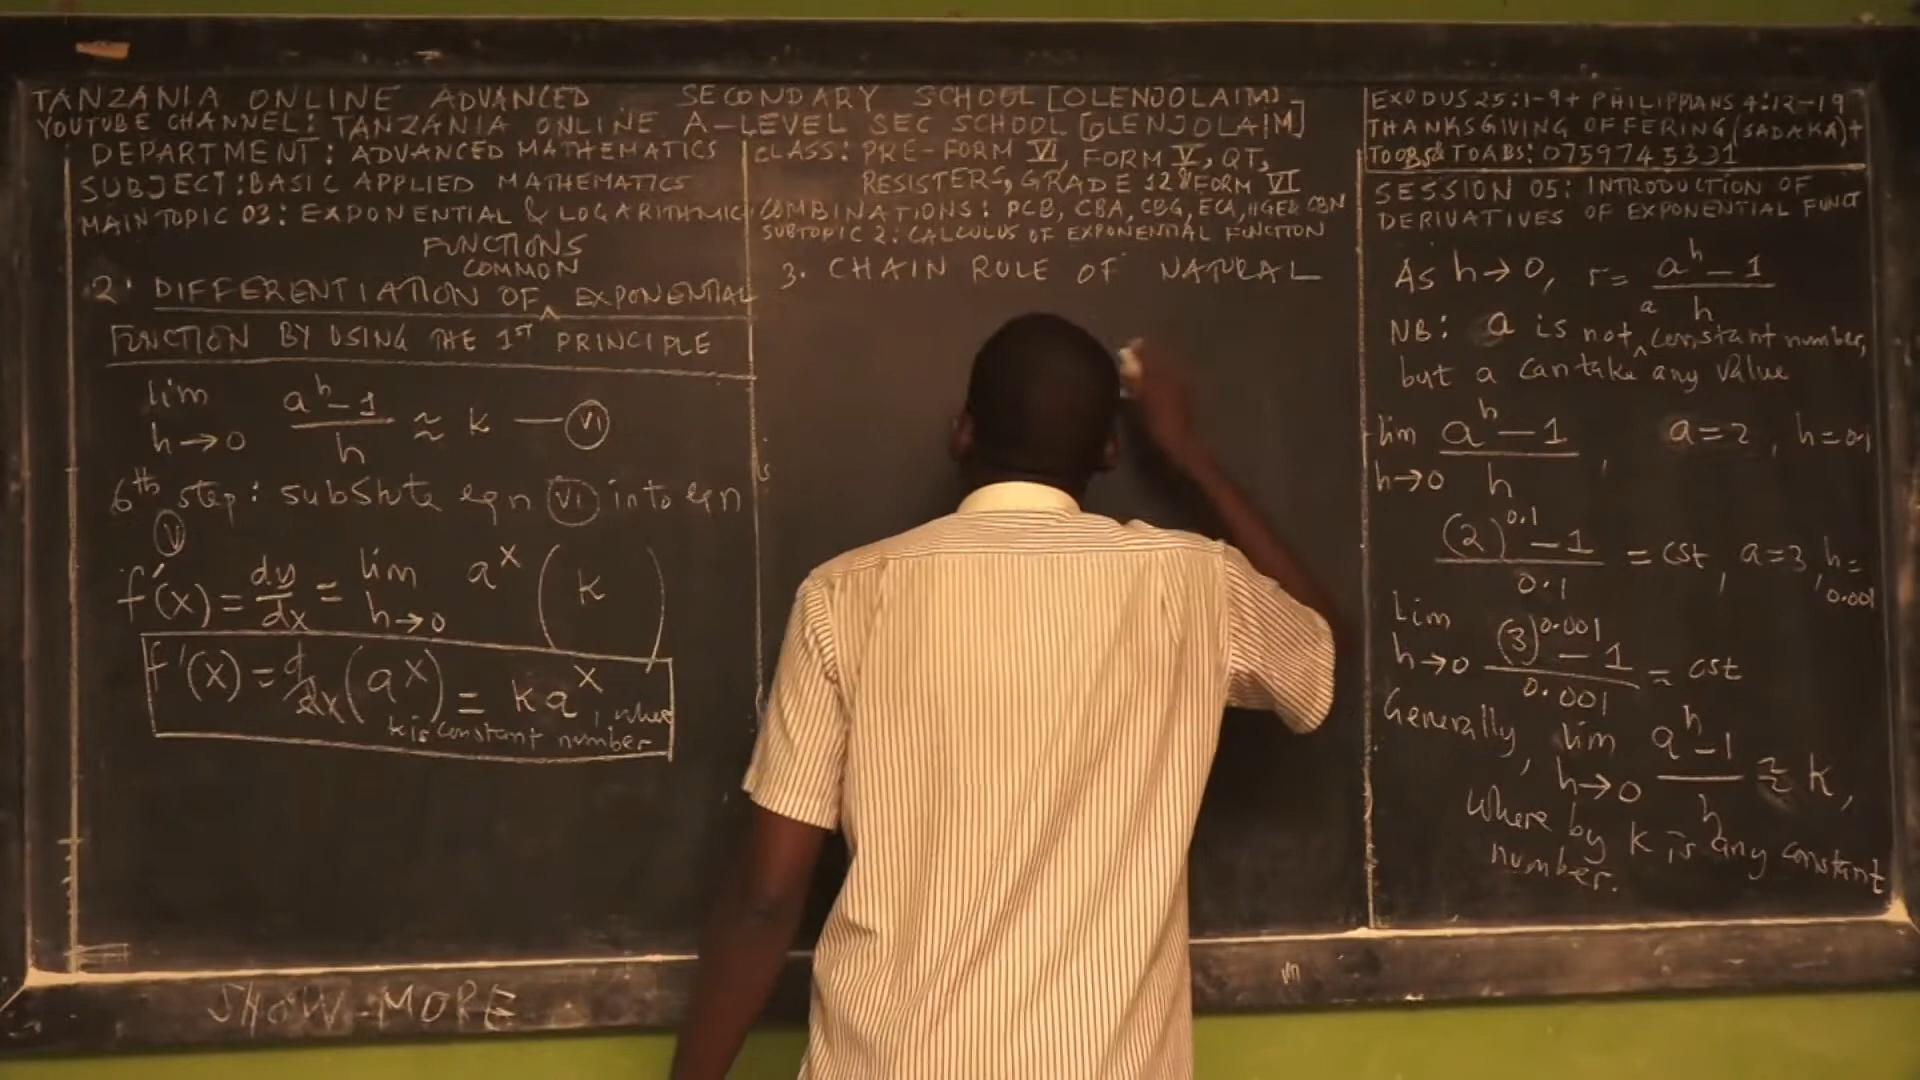 TANZANIA ONLINE ADVANCED SECONDARY SCHOOL [OLENJOLAIM]
YOUTUBE CHANNEL: TANZANIA ONLINE A-LEVEL SEC SCHOOL [OLENJOLAIM]
DEPARTMENT: ADVANCED MATHEMATICS
SUBJECT: BASIC APPLIED MATHEMATICS
MAIN TOPIC 03: EXPONENTIAL & LOGARITHMIC
FUNCTIONS
COMMON
2. DIFFERENTIATION OF ^ EXPONENTIAL
FUNCTION BY USING THE 1ST PRINCIPLE
lim h→0 (a^h - 1)/h ≈ k — (VI)
6th step: substute eqn (VI) into eqn
(V)
f'(x) = dy/dx = lim h→0 a^x (k)
f'(x) = d/dx (a^x) = k a^x, where
k is constant number
SHOW MORE
CLASS: PRE-FORM VI, FORM V, QT,
RESISTERS, GRADE 12 & FORM VI
COMBINATIONS: PCB, CBA, CBG, ECA, HGE & CBN
SUBTOPIC 2: CALCULUS OF EXPONENTIAL FUNCTION
3. CHAIN RULE OF NATURAL
EXODUS 25:1-9 + PHILIPPIANS 4:12-19
THANKSGIVING OFFERING (SADAKA) +
TOOBS & TOABS: 0759745331
SESSION 05: INTRODUCTION OF
DERIVATIVES OF EXPONENTIAL FUNCT
As h→0, r = (a^h - 1)/h
a
NB: a is not ^ constant number,
but a can take any value
lim h→0 (a^h - 1)/h, a=2, h=0.1
((2)^0.1 - 1)/0.1 = cst, a=3, h=
0.001
Lim h→0 ((3)^0.001 - 1)/0.001 ≈ cst
Generally, lim h→0 (a^h - 1)/h ≈ k,
where by k is any constant
number.